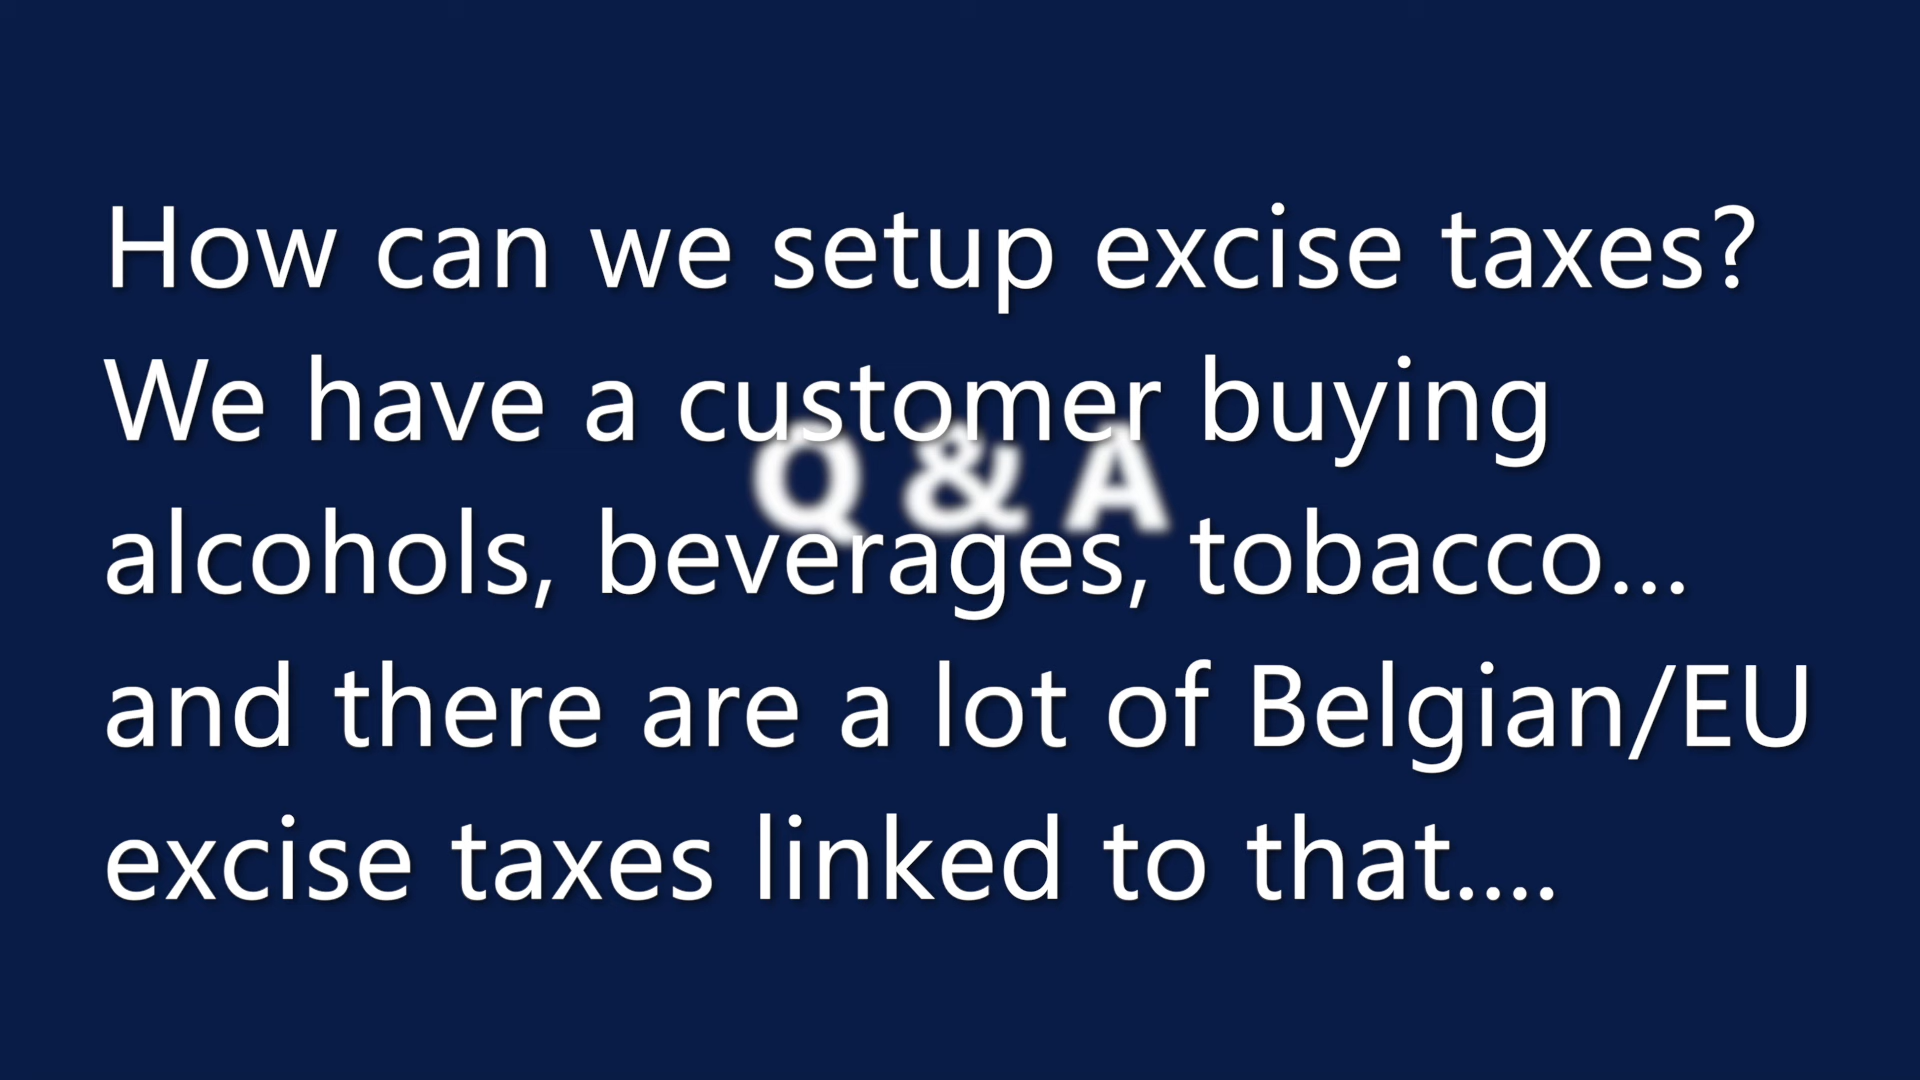 How can we setup excise taxes?
We have a customer buying
Q & A
alcohols, beverages, tobacco...
and there are a lot of Belgian/EU
excise taxes linked to that....